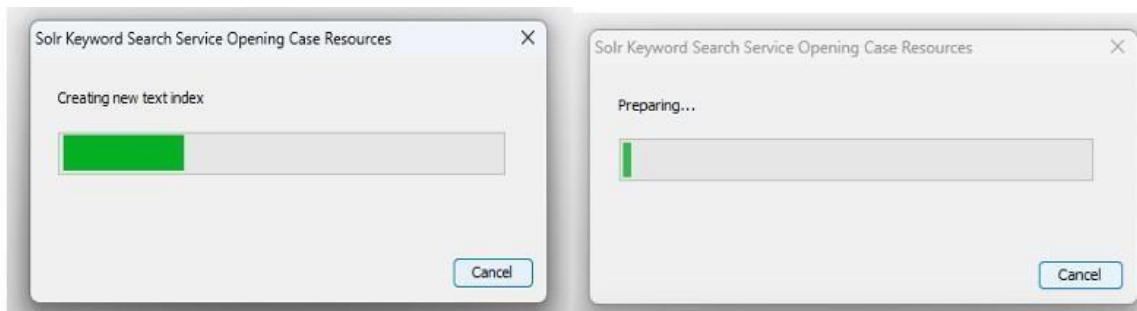 Solr Keyword Search Service Opening Case Resources
Creating new text index
Cancel
Solr Keyword Search Service Opening Case Resources
Preparing...
Cancel